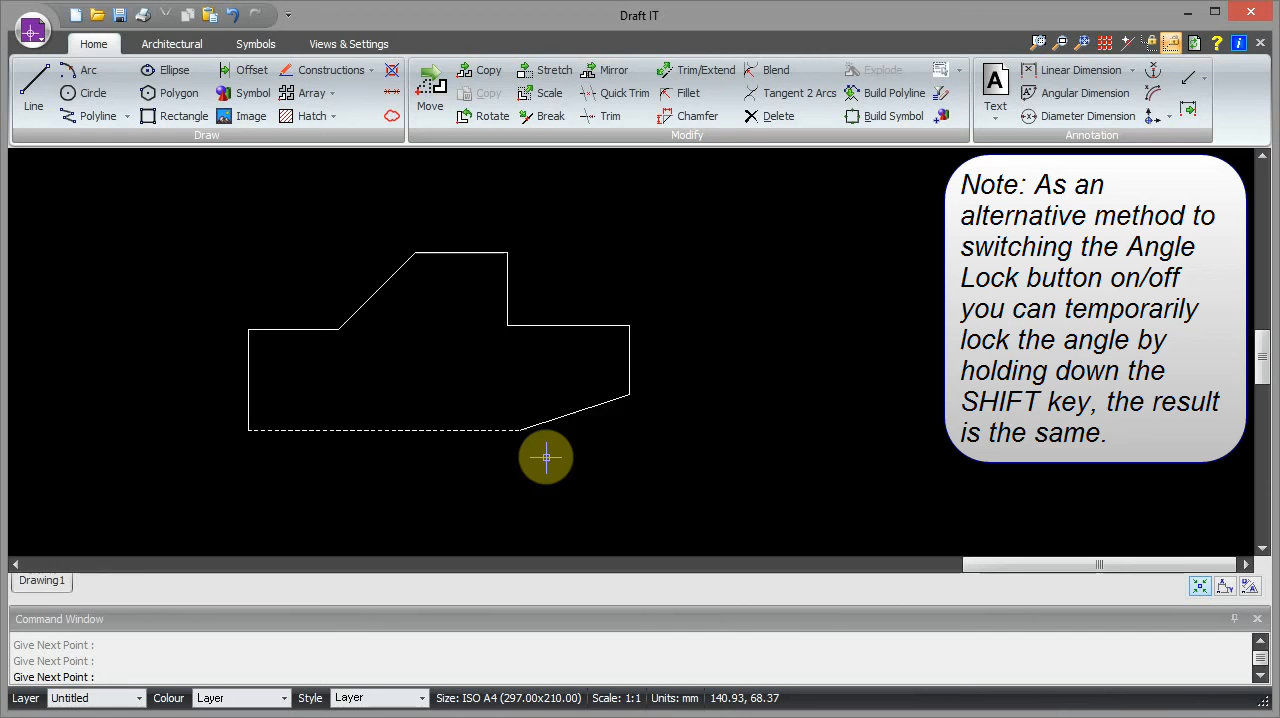 Draft IT
Home Architectural Symbols Views & Settings
Arc Ellipse Offset Constructions Copy Stretch Mirror Trim/Extend Blend Explode Linear Dimension
Line Circle Polygon Symbol Array Move Copy Scale Quick Trim Fillet Tangent 2 Arcs Build Polyline Text Angular Dimension
Polyline Rectangle Image Hatch Rotate Break Trim Chamfer Delete Build Symbol Diameter Dimension
Draw Modify Annotation
Note: As an
alternative method to
switching the Angle
Lock button on/off
you can temporarily
lock the angle by
holding down the
SHIFT key, the result
is the same.
Drawing1
Command Window
Give Next Point :
Give Next Point :
Give Next Point :
Layer Untitled Colour Layer Style Layer Size: ISO A4 (297.00x210.00) Scale: 1:1 Units: mm 140.93, 68.37